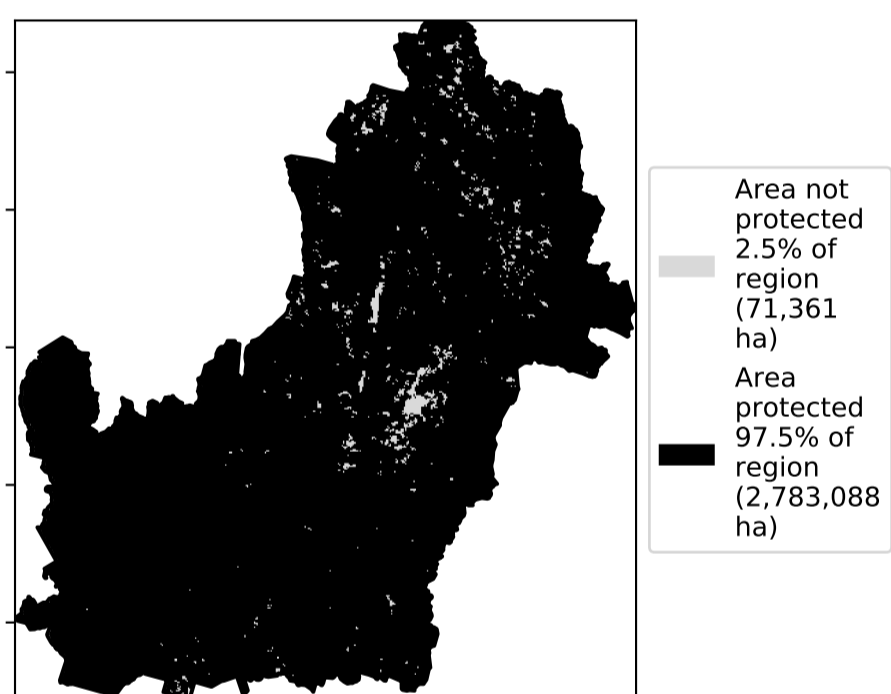 Area not
protected
2.5% of
region
(71,361
ha)
Area
protected
97.5% of
region
(2,783,088
ha)